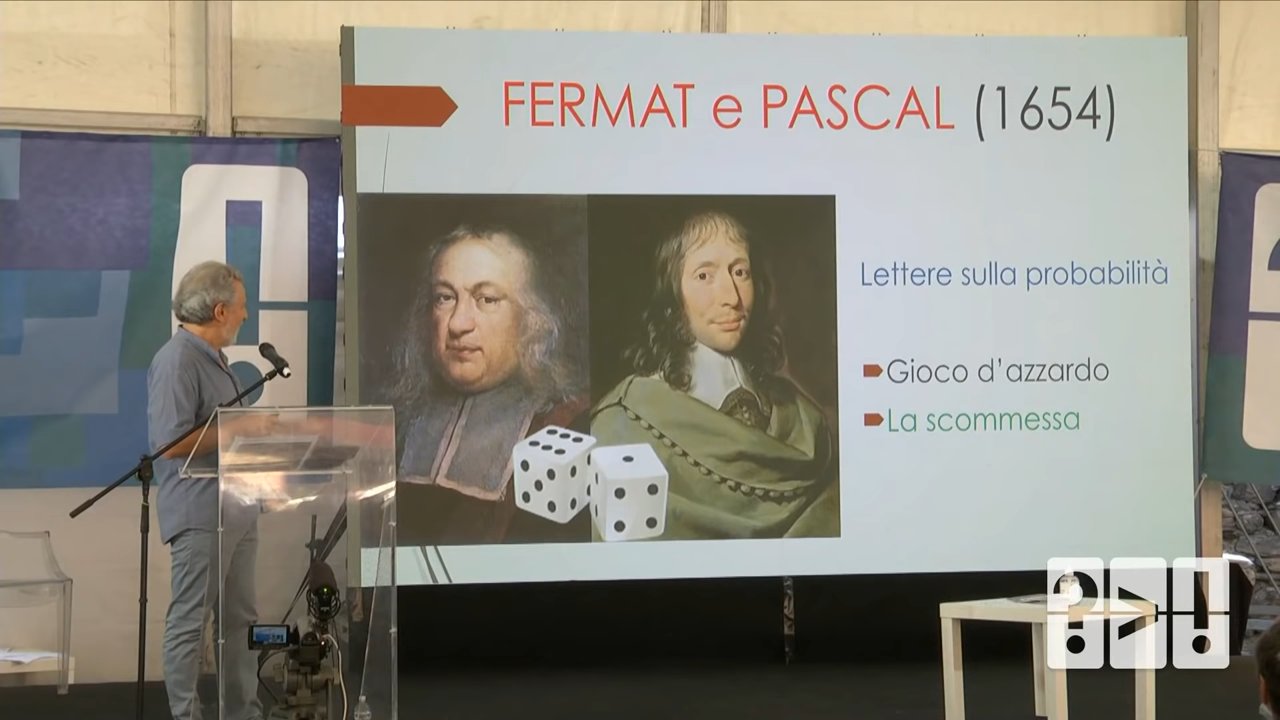 FERMAT e PASCAL (1654)
Lettere sulla probabilità
Gioco d'azzardo
La scommessa